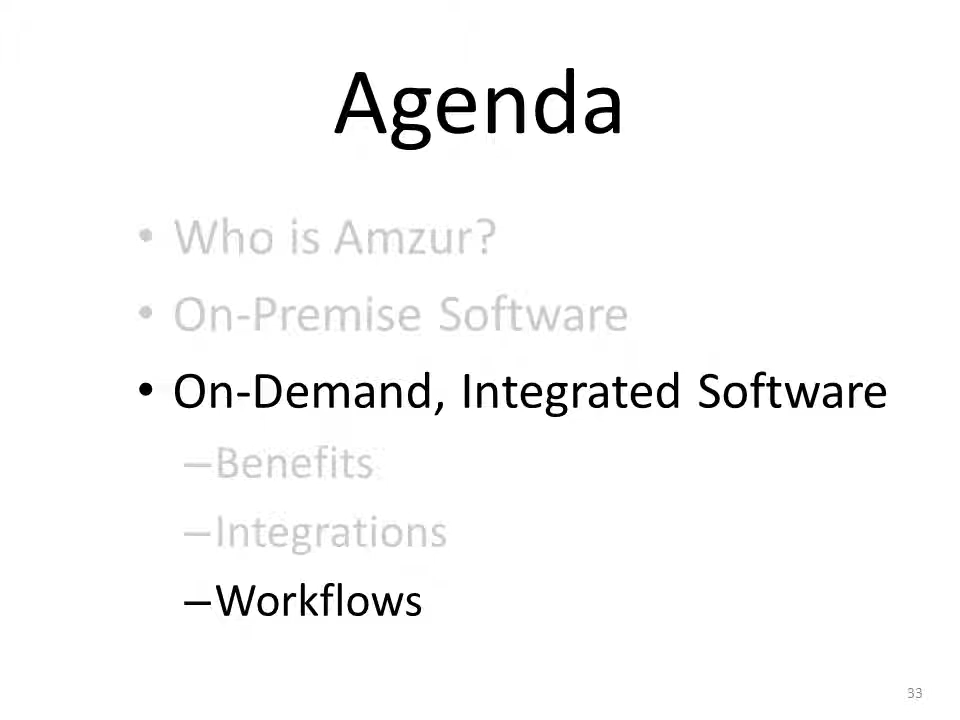 Agenda
• Who is Amzur?
• On-Premise Software
• On-Demand, Integrated Software
–Benefits
–Integrations
–Workflows
33